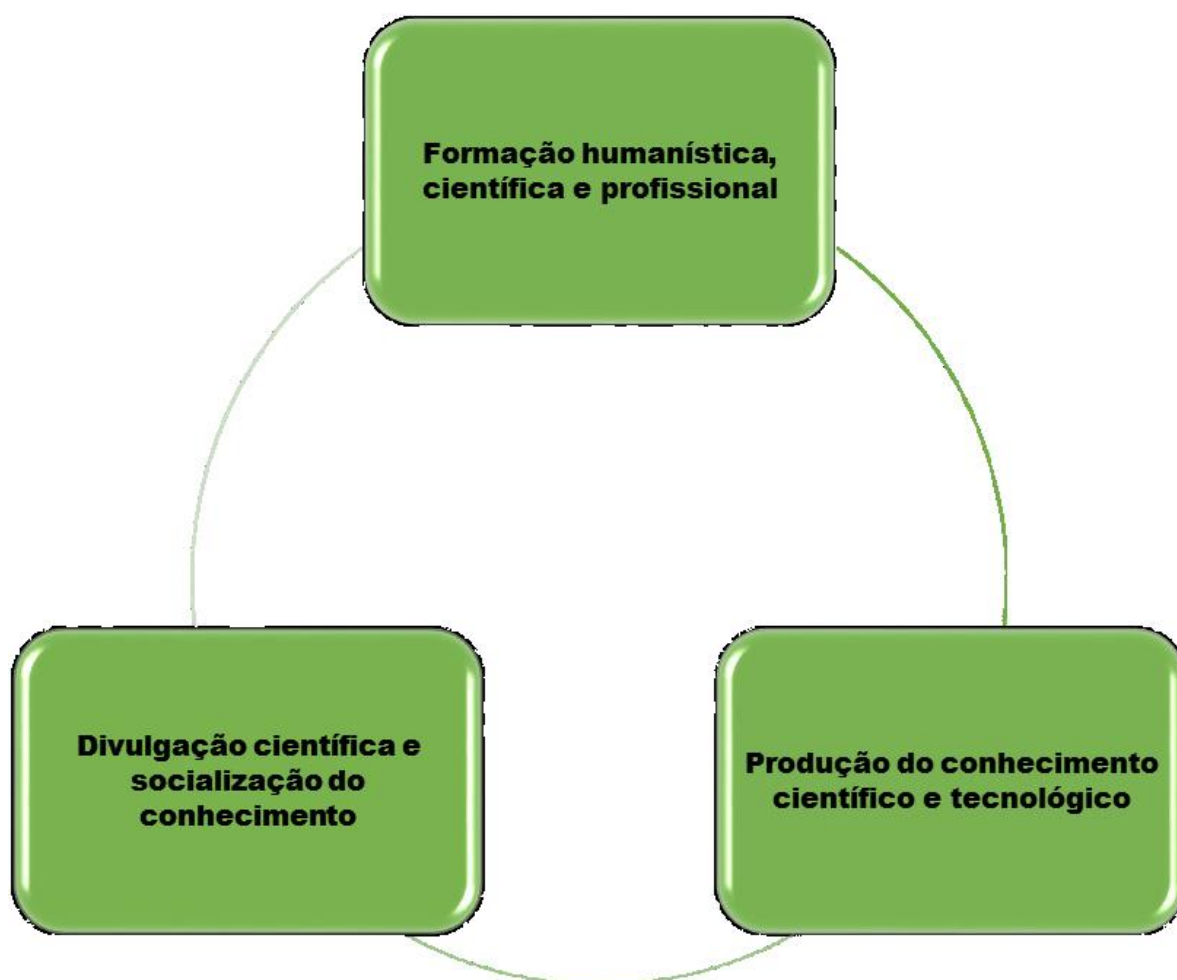 Formação humanística,
científica e profissional
Divulgação científica e
socialização do
conhecimento
Produção do conhecimento
científico e tecnológico